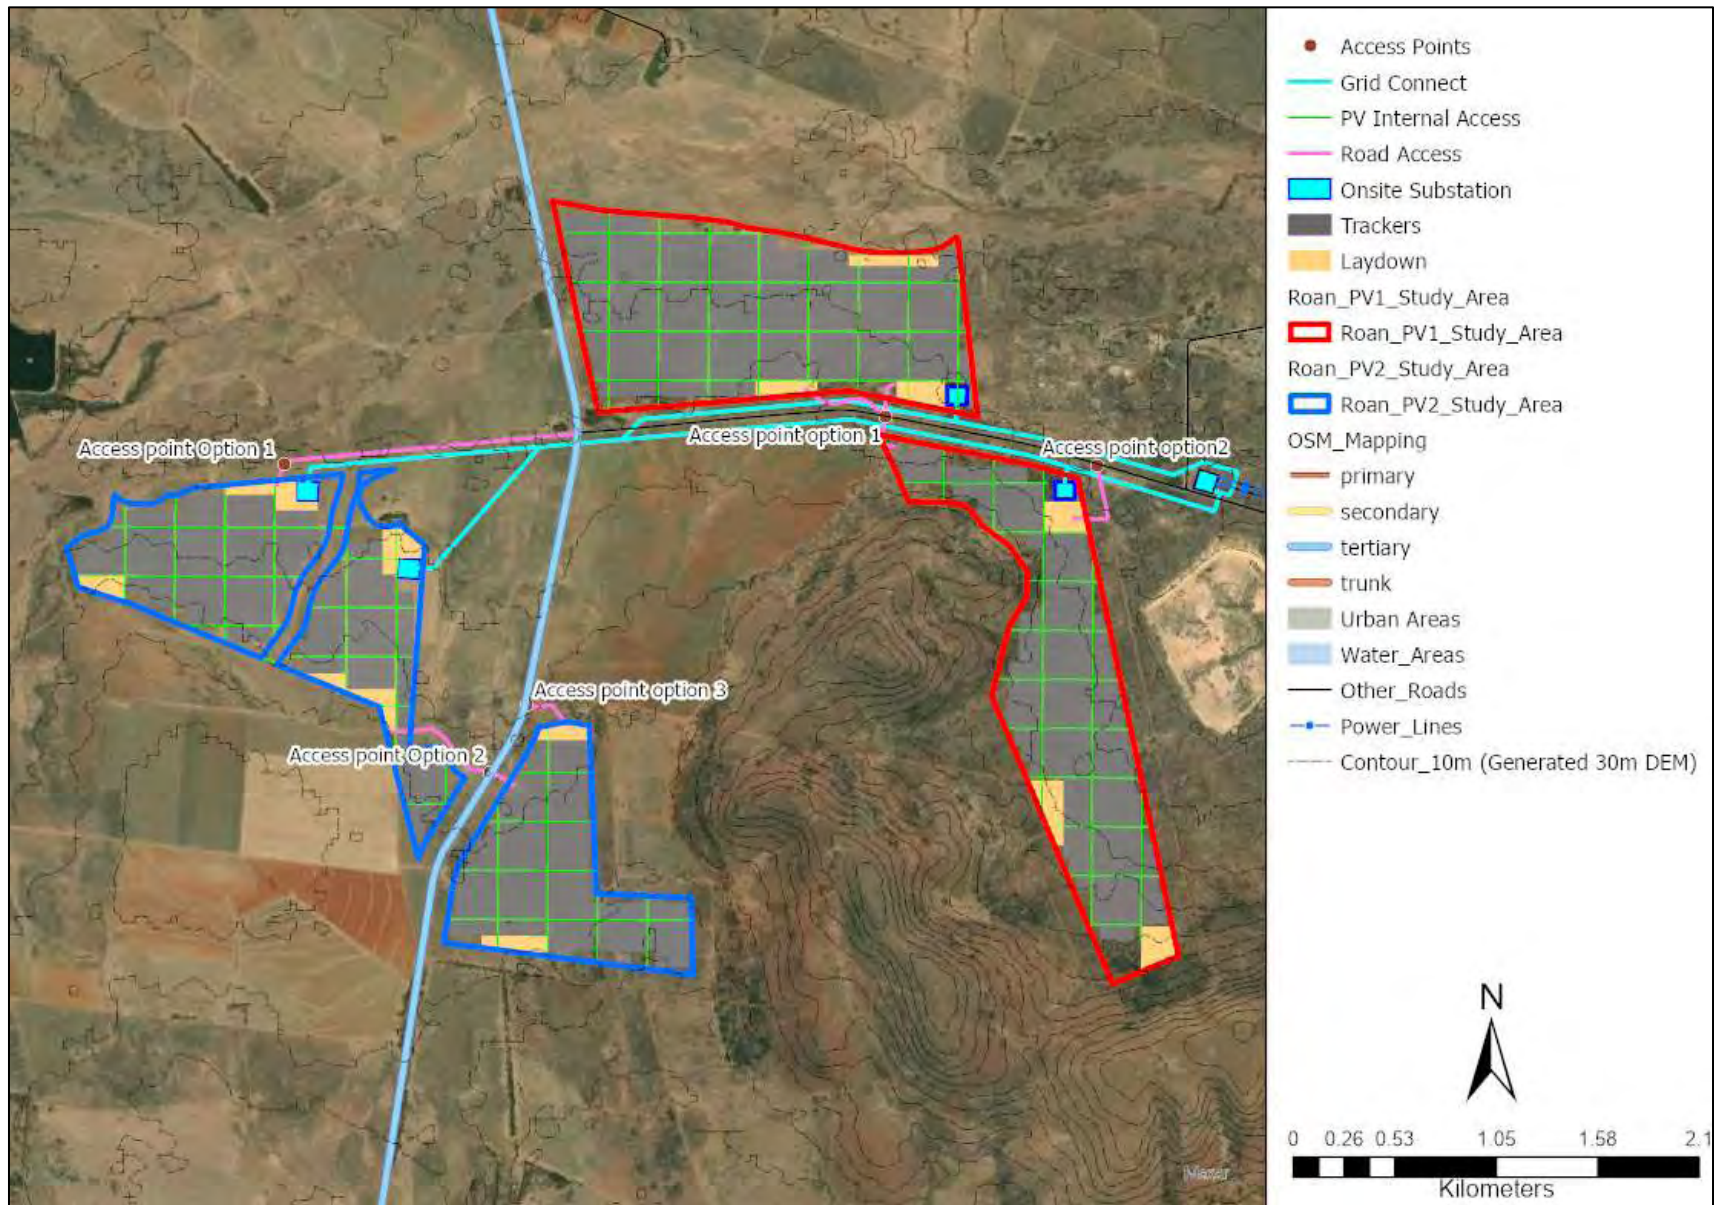 Access point Option 1
Access point option 1
Access point option2
Access point option 3
Access point Option 2
Maxar
Access Points
Grid Connect
PV Internal Access
Road Access
Onsite Substation
Trackers
Laydown
Roan_PV1_Study_Area
Roan_PV1_Study_Area
Roan_PV2_Study_Area
Roan_PV2_Study_Area
OSM_Mapping
primary
secondary
tertiary
trunk
Urban Areas
Water_Areas
Other_Roads
Power_Lines
Contour_10m (Generated 30m DEM)
N
0 0.26 0.53 1.05 1.58 2.1
Kilometers